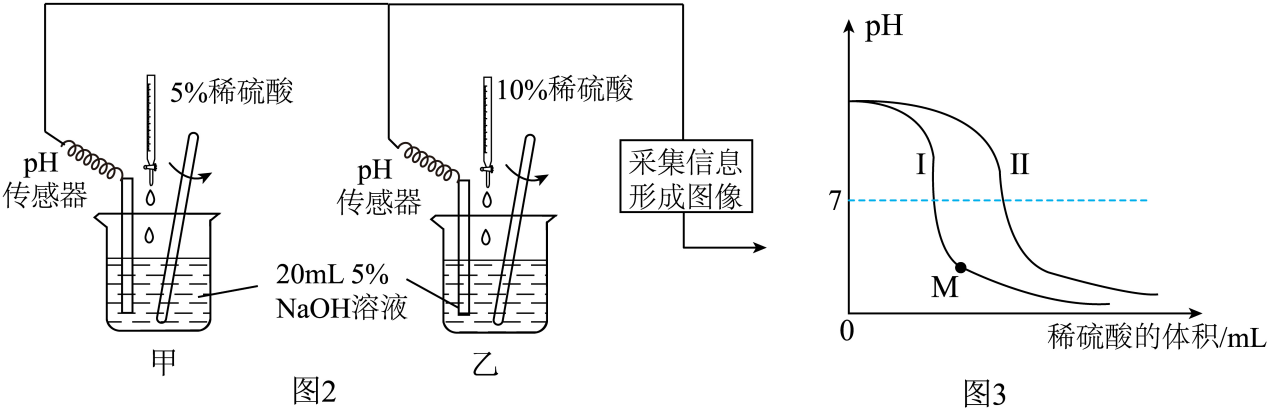 5%稀硫酸
pH
传感器
甲
10%稀硫酸
pH
传感器
乙
20mL 5%
NaOH溶液
采集信息
形成图像
图2
pH
7
I
II
M
0
稀硫酸的体积/mL
图3